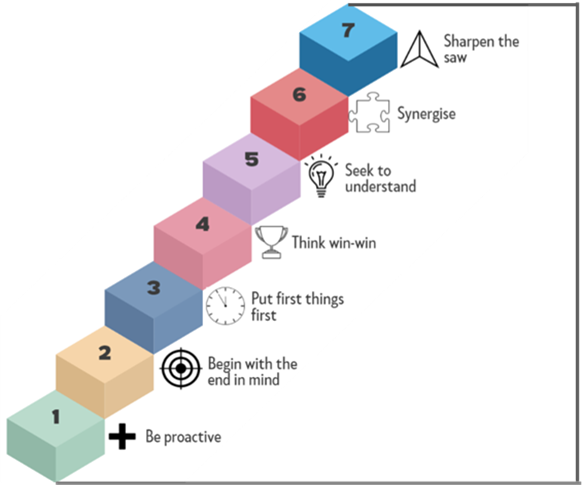 7
Sharpen the
saw
6
Synergise
5
Seek to
understand
4
Think win-win
3
Put first things
first
2
Begin with the
end in mind
1
Be proactive